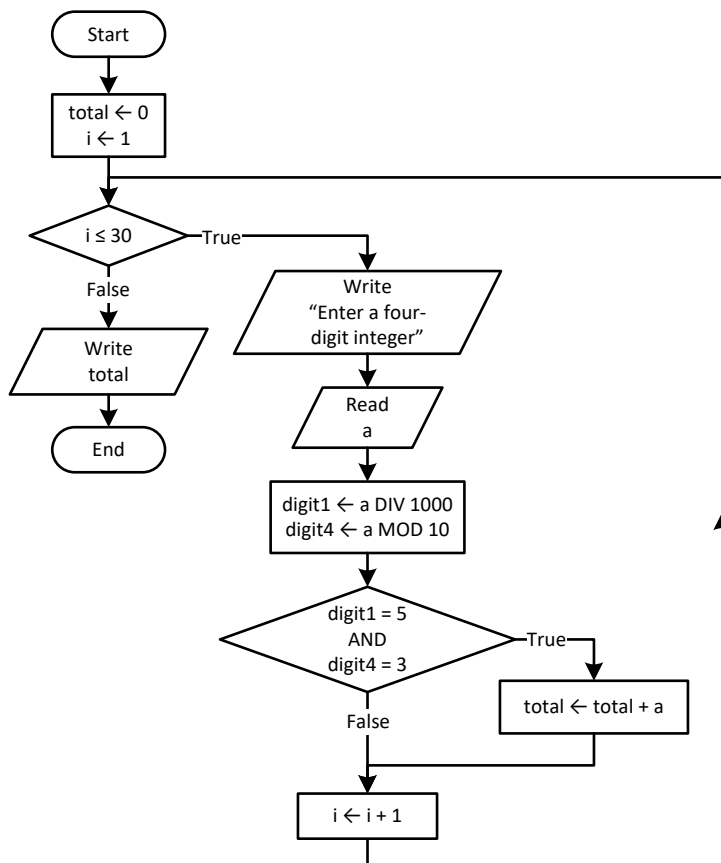 Start
total ← 0
i ← 1
i ≤ 30
True
False
Write
"Enter a four-
digit integer"
Write
total
Read
a
End
digit1 ← a DIV 1000
digit4 ← a MOD 10
digit1 = 5
AND
digit4 = 3
True
total ← total + a
False
i ← i + 1